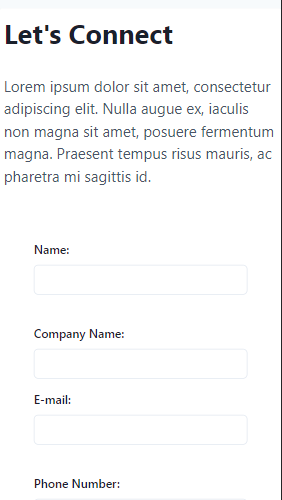 Let's Connect
Lorem ipsum dolor sit amet, consectetur
adipiscing elit. Nulla augue ex, iaculis
non magna sit amet, posuere fermentum
magna. Praesent tempus risus mauris, ac
pharetra mi sagittis id.
Name:
Company Name:
E-mail:
Phone Number: